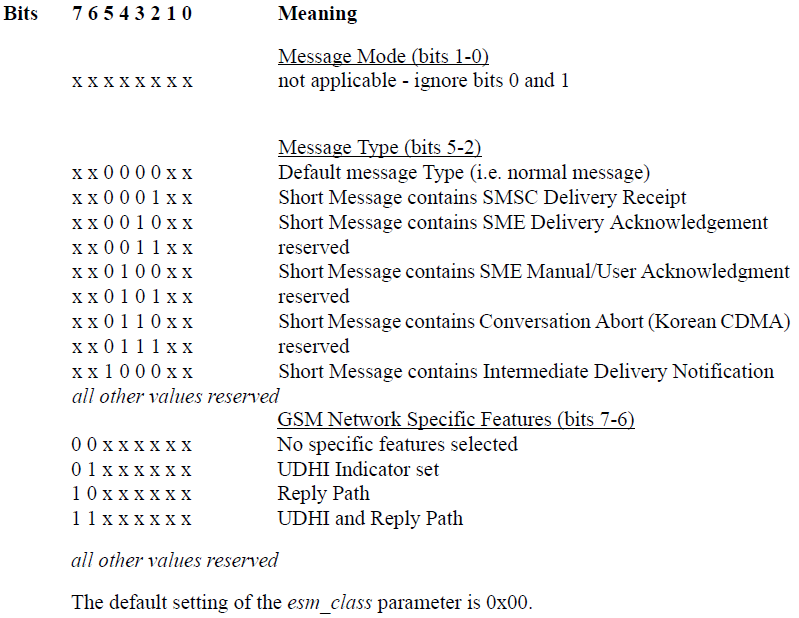 Bits 7 6 5 4 3 2 1 0 Meaning
Message Mode (bits 1-0)
x x x x x x x x not applicable - ignore bits 0 and 1
Message Type (bits 5-2)
x x 0 0 0 0 x x Default message Type (i.e. normal message)
x x 0 0 0 1 x x Short Message contains SMSC Delivery Receipt
x x 0 0 1 0 x x Short Message contains SME Delivery Acknowledgement
x x 0 0 1 1 x x reserved
x x 0 1 0 0 x x Short Message contains SME Manual/User Acknowledgment
x x 0 1 0 1 x x reserved
x x 0 1 1 0 x x Short Message contains Conversation Abort (Korean CDMA)
x x 0 1 1 1 x x reserved
x x 1 0 0 0 x x Short Message contains Intermediate Delivery Notification
all other values reserved
GSM Network Specific Features (bits 7-6)
0 0 x x x x x x No specific features selected
0 1 x x x x x x UDHI Indicator set
1 0 x x x x x x Reply Path
1 1 x x x x x x UDHI and Reply Path
all other values reserved
The default setting of the esm_class parameter is 0x00.